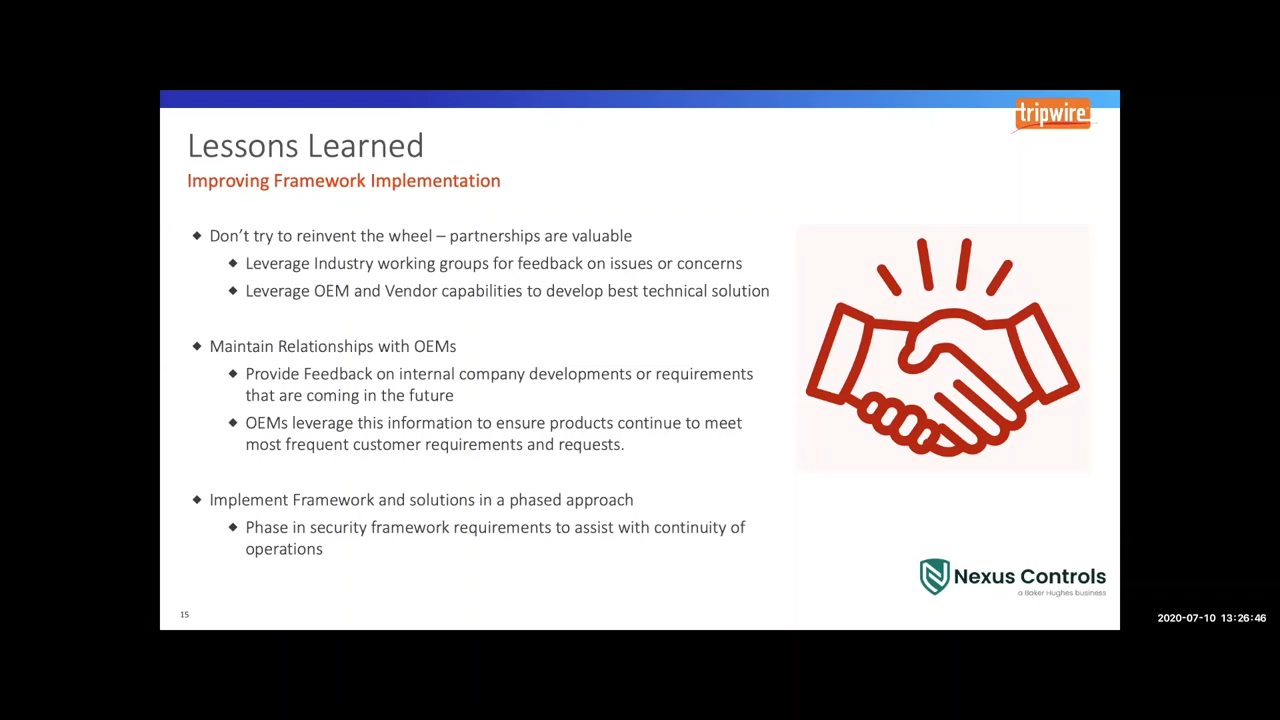 tripwire
Lessons Learned
Improving Framework Implementation
Don’t try to reinvent the wheel – partnerships are valuable
Leverage Industry working groups for feedback on issues or concerns
Leverage OEM and Vendor capabilities to develop best technical solution
Maintain Relationships with OEMs
Provide Feedback on internal company developments or requirements
that are coming in the future
OEMs leverage this information to ensure products continue to meet
most frequent customer requirements and requests.
Implement Framework and solutions in a phased approach
Phase in security framework requirements to assist with continuity of
operations
Nexus Controls
a Baker Hughes business
15
2020-07-10 13:26:46